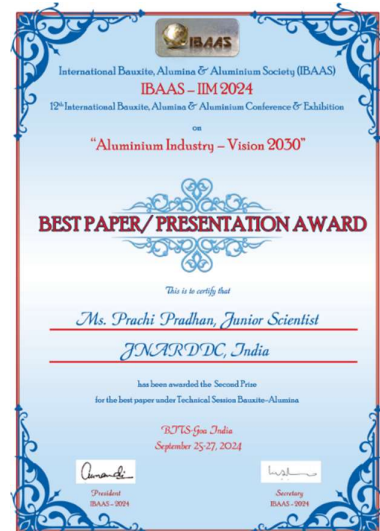 IBAAS
International Bauxite, Alumina & Aluminium Society (IBAAS)
IBAAS – IIM 2024
12th International Bauxite, Alumina & Aluminium Conference & Exhibition
on
"Aluminium Industry – Vision 2030"
BEST PAPER/ PRESENTATION AWARD
This is to certify that
Ms. Prachi Pradhan, Junior Scientist
JNARDDC, India
has been awarded the Second Prize
for the best paper under Technical Session Bauxite-Alumina
BITS-Goa India
September 25-27, 2024
President
IBAAS - 2024
Secretary
IBAAS - 2024